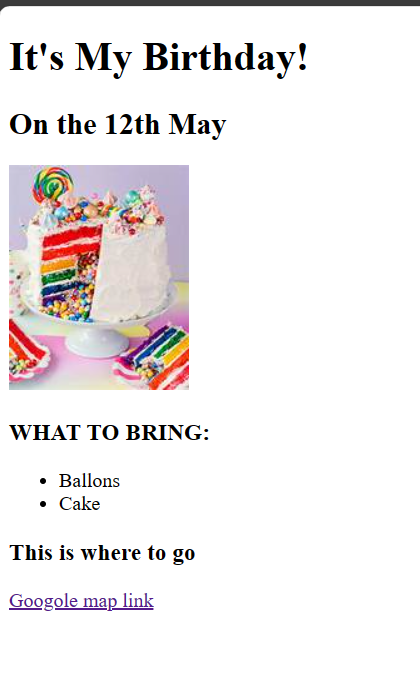 It's My Birthday!
On the 12th May
WHAT TO BRING:
Ballons
Cake
This is where to go
Googole map link